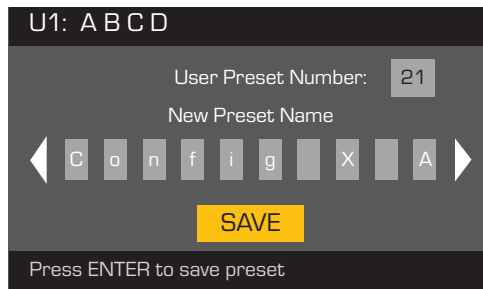 U1: A B C D
User Preset Number: 21
New Preset Name
C o n f i g X A
SAVE
Press ENTER to save preset